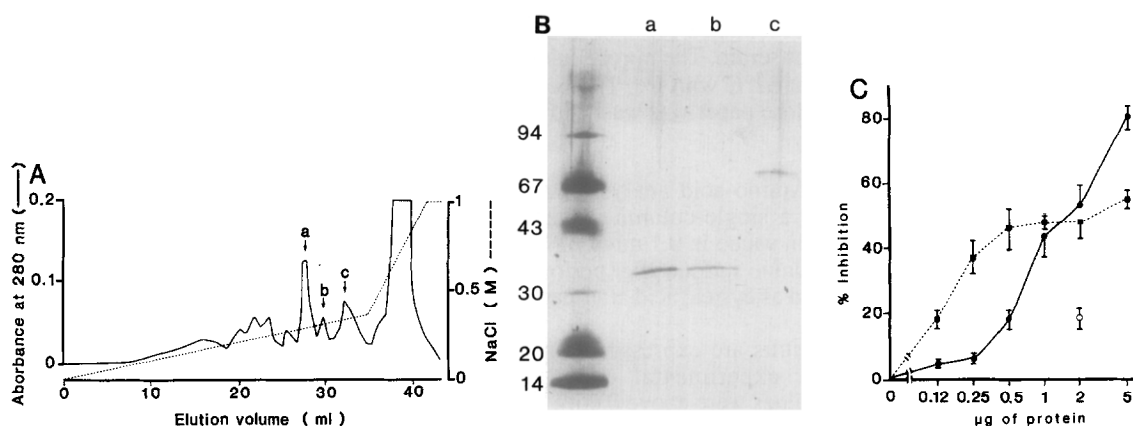 A
Absorbance at 280 nm (——)
0.2
0.1
0
a
b
c
1
0.5
0
NaCl ( M ) -----
0
10
20
30
40
Elution volume ( ml )
B
a
b
c
94
67
43
30
20
14
C
% Inhibition
80
60
40
20
0
0
0.12
0.25
0.5
1
2
5
µg of protein